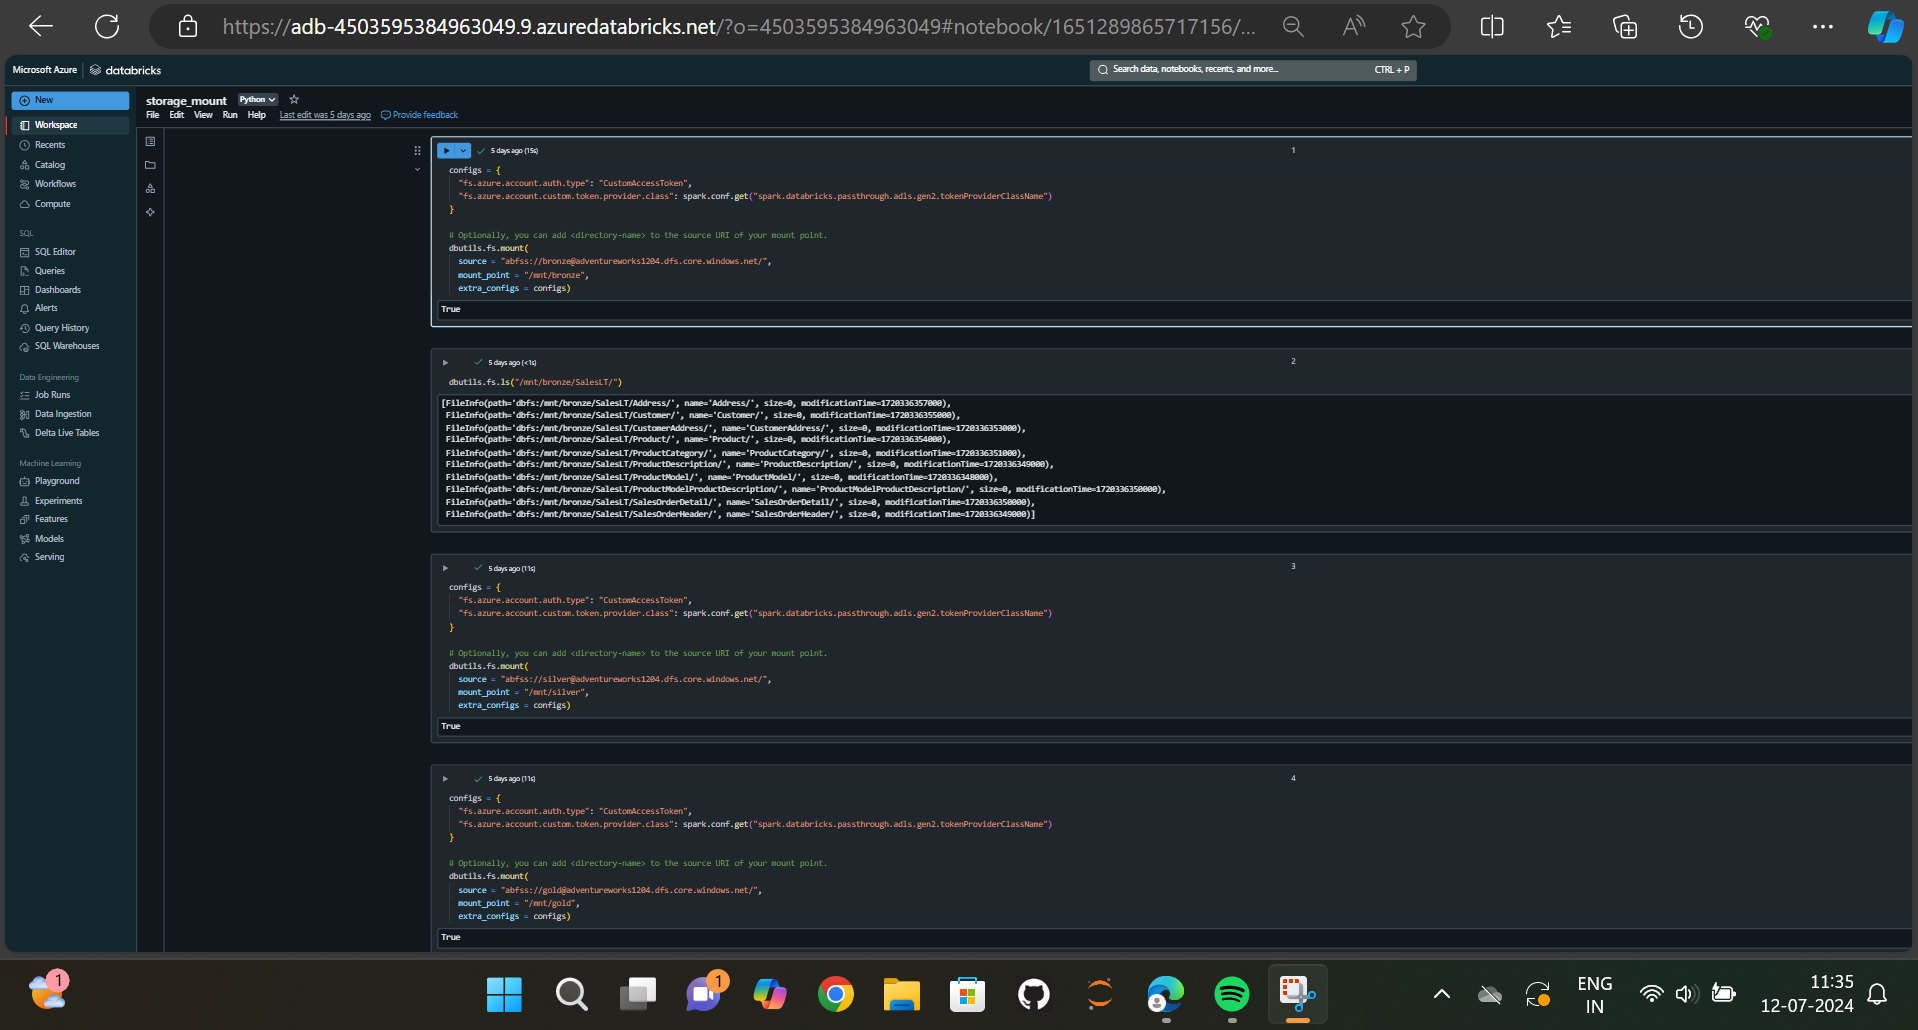 https://adb-4503595384963049.9.azuredatabricks.net/?o=4503595384963049#notebook/1651289865717156/...
Microsoft Azure databricks
Search data, notebooks, recents, and more... CTRL + P
New
Workspace
Recents
Catalog
Workflows
Compute
SQL
SQL Editor
Queries
Dashboards
Alerts
Query History
SQL Warehouses
Data Engineering
Job Runs
Data Ingestion
Delta Live Tables
Machine Learning
Playground
Experiments
Features
Models
Serving
storage_mount Python
File Edit View Run Help Last edit was 5 days ago Provide feedback
5 days ago (15s) 1
configs = {
"fs.azure.account.auth.type": "CustomAccessToken",
"fs.azure.account.custom.token.provider.class": spark.conf.get("spark.databricks.passthrough.adls.gen2.tokenProviderClassName")
}
# Optionally, you can add <directory-name> to the source URI of your mount point.
dbutils.fs.mount(
source = "abfss://bronze@adventureworks1204.dfs.core.windows.net/",
mount_point = "/mnt/bronze",
extra_configs = configs)
True
5 days ago (<1s) 2
dbutils.fs.ls("/mnt/bronze/SalesLT/")
[FileInfo(path='dbfs:/mnt/bronze/SalesLT/Address/', name='Address/', size=0, modificationTime=1720336357000),
FileInfo(path='dbfs:/mnt/bronze/SalesLT/Customer/', name='Customer/', size=0, modificationTime=1720336355000),
FileInfo(path='dbfs:/mnt/bronze/SalesLT/CustomerAddress/', name='CustomerAddress/', size=0, modificationTime=1720336353000),
FileInfo(path='dbfs:/mnt/bronze/SalesLT/Product/', name='Product/', size=0, modificationTime=1720336354000),
FileInfo(path='dbfs:/mnt/bronze/SalesLT/ProductCategory/', name='ProductCategory/', size=0, modificationTime=1720336351000),
FileInfo(path='dbfs:/mnt/bronze/SalesLT/ProductDescription/', name='ProductDescription/', size=0, modificationTime=1720336349000),
FileInfo(path='dbfs:/mnt/bronze/SalesLT/ProductModel/', name='ProductModel/', size=0, modificationTime=1720336348000),
FileInfo(path='dbfs:/mnt/bronze/SalesLT/ProductModelProductDescription/', name='ProductModelProductDescription/', size=0, modificationTime=1720336350000),
FileInfo(path='dbfs:/mnt/bronze/SalesLT/SalesOrderDetail/', name='SalesOrderDetail/', size=0, modificationTime=1720336350000),
FileInfo(path='dbfs:/mnt/bronze/SalesLT/SalesOrderHeader/', name='SalesOrderHeader/', size=0, modificationTime=1720336349000)]
5 days ago (11s) 3
configs = {
"fs.azure.account.auth.type": "CustomAccessToken",
"fs.azure.account.custom.token.provider.class": spark.conf.get("spark.databricks.passthrough.adls.gen2.tokenProviderClassName")
}
# Optionally, you can add <directory-name> to the source URI of your mount point.
dbutils.fs.mount(
source = "abfss://silver@adventureworks1204.dfs.core.windows.net/",
mount_point = "/mnt/silver",
extra_configs = configs)
True
5 days ago (11s) 4
configs = {
"fs.azure.account.auth.type": "CustomAccessToken",
"fs.azure.account.custom.token.provider.class": spark.conf.get("spark.databricks.passthrough.adls.gen2.tokenProviderClassName")
}
# Optionally, you can add <directory-name> to the source URI of your mount point.
dbutils.fs.mount(
source = "abfss://gold@adventureworks1204.dfs.core.windows.net/",
mount_point = "/mnt/gold",
extra_configs = configs)
True
1
1
ENG
IN
11:35
12-07-2024